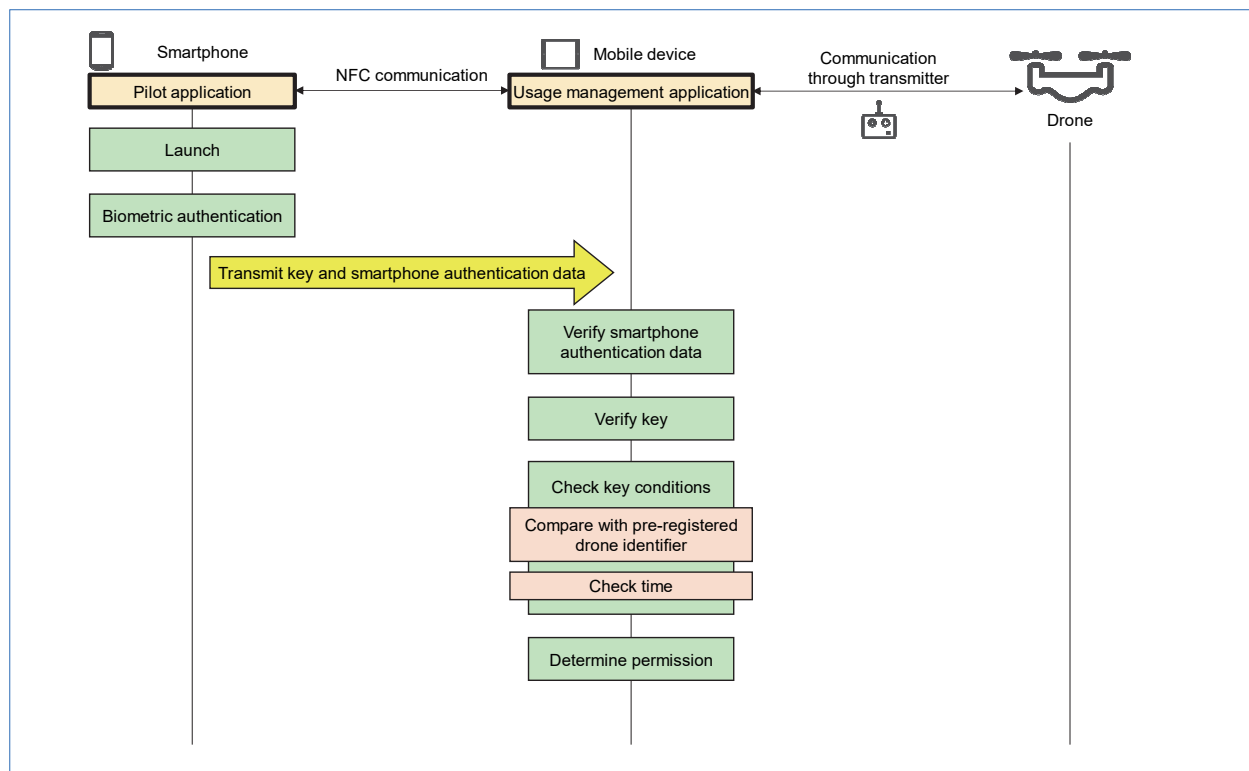 Smartphone
Mobile device
Communication
through transmitter
NFC communication
Pilot application
Usage management application
Drone
Launch
Biometric authentication
Transmit key and smartphone authentication data
Verify smartphone
authentication data
Verify key
Check key conditions
Compare with pre-registered
drone identifier
Check time
Determine permission